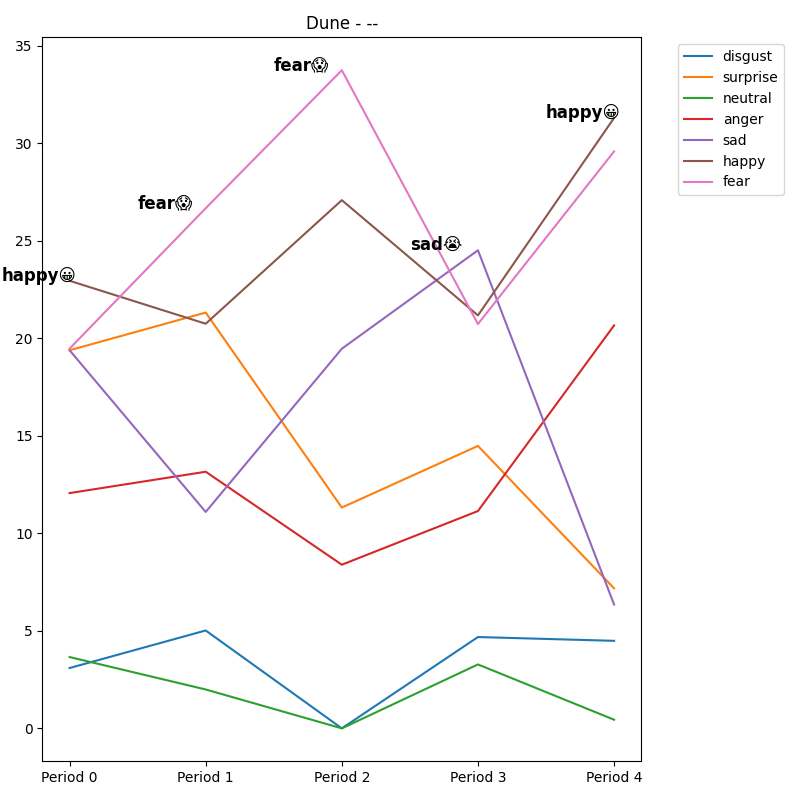 Dune - --
35
30
25
20
15
10
5
0
fear😱
happy😀
fear😱
sad😭
happy😀
Period 0 Period 1 Period 2 Period 3 Period 4
disgust
surprise
neutral
anger
sad
happy
fear